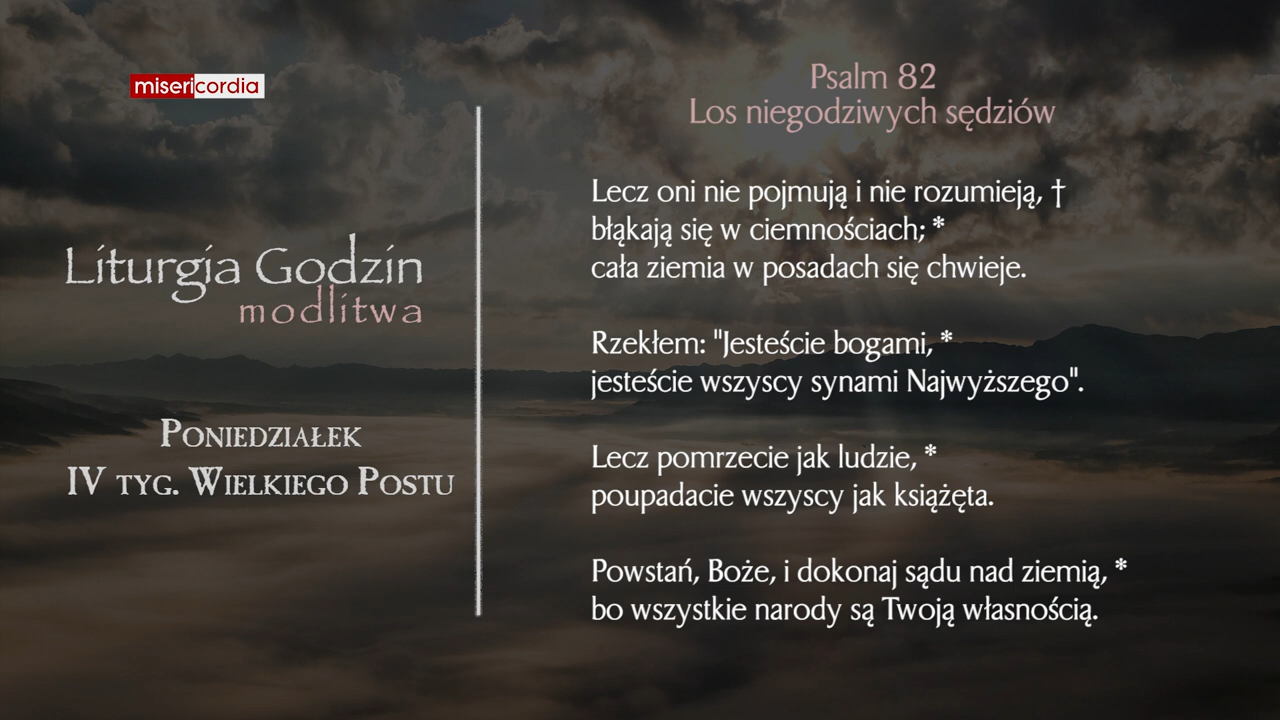 misericordia
Liturgia Godzin
modlitwa
Poniedziałek
IV tyg. Wielkiego Postu
Psalm 82
Los niegodziwych sędziów
Lecz oni nie pojmują i nie rozumieją, †
błąkają się w ciemnościach; *
cała ziemia w posadach się chwieje.
Rzekłem: "Jesteście bogami, *
jesteście wszyscy synami Najwyższego".
Lecz pomrzecie jak ludzie, *
poupadacie wszyscy jak książęta.
Powstań, Boże, i dokonaj sądu nad ziemią, *
bo wszystkie narody są Twoją własnością.